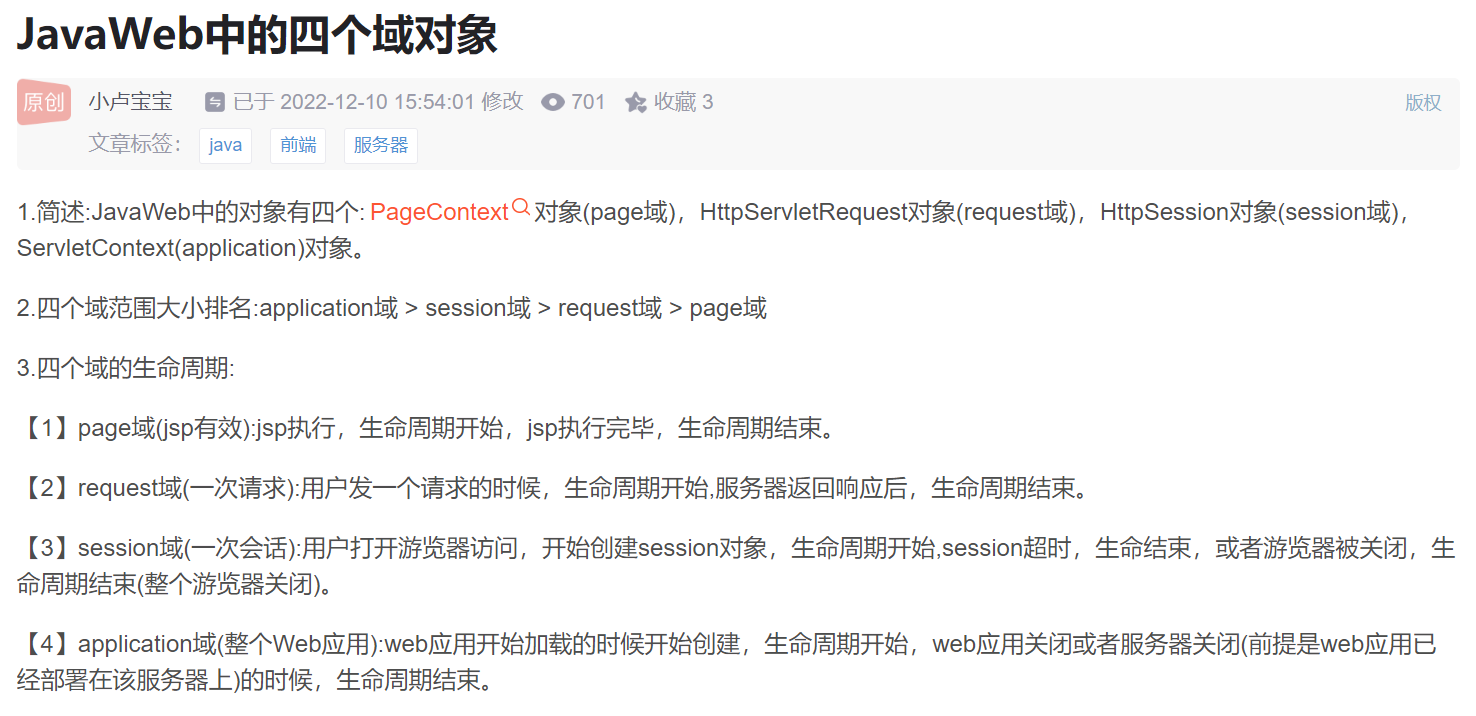 JavaWeb中的四个域对象
原创 小卢宝宝 已于 2022-12-10 15:54:01 修改 701 收藏 3 版权
文章标签： java 前端 服务器
1.简述:JavaWeb中的对象有四个: PageContext 对象(page域)，HttpServletRequest对象(request域)，HttpSession对象(session域)，
ServletContext(application)对象。
2.四个域范围大小排名:application域 > session域 > request域 > page域
3.四个域的生命周期:
【1】page域(jsp有效):jsp执行，生命周期开始，jsp执行完毕，生命周期结束。
【2】request域(一次请求):用户发一个请求的时候，生命周期开始,服务器返回响应后，生命周期结束。
【3】session域(一次会话):用户打开游览器访问，开始创建session对象，生命周期开始,session超时，生命结束，或者游览器被关闭，生
命周期结束(整个游览器关闭)。
【4】application域(整个Web应用):web应用开始加载的时候开始创建，生命周期开始，web应用关闭或者服务器关闭(前提是web应用已
经部署在该服务器上)的时候，生命周期结束。